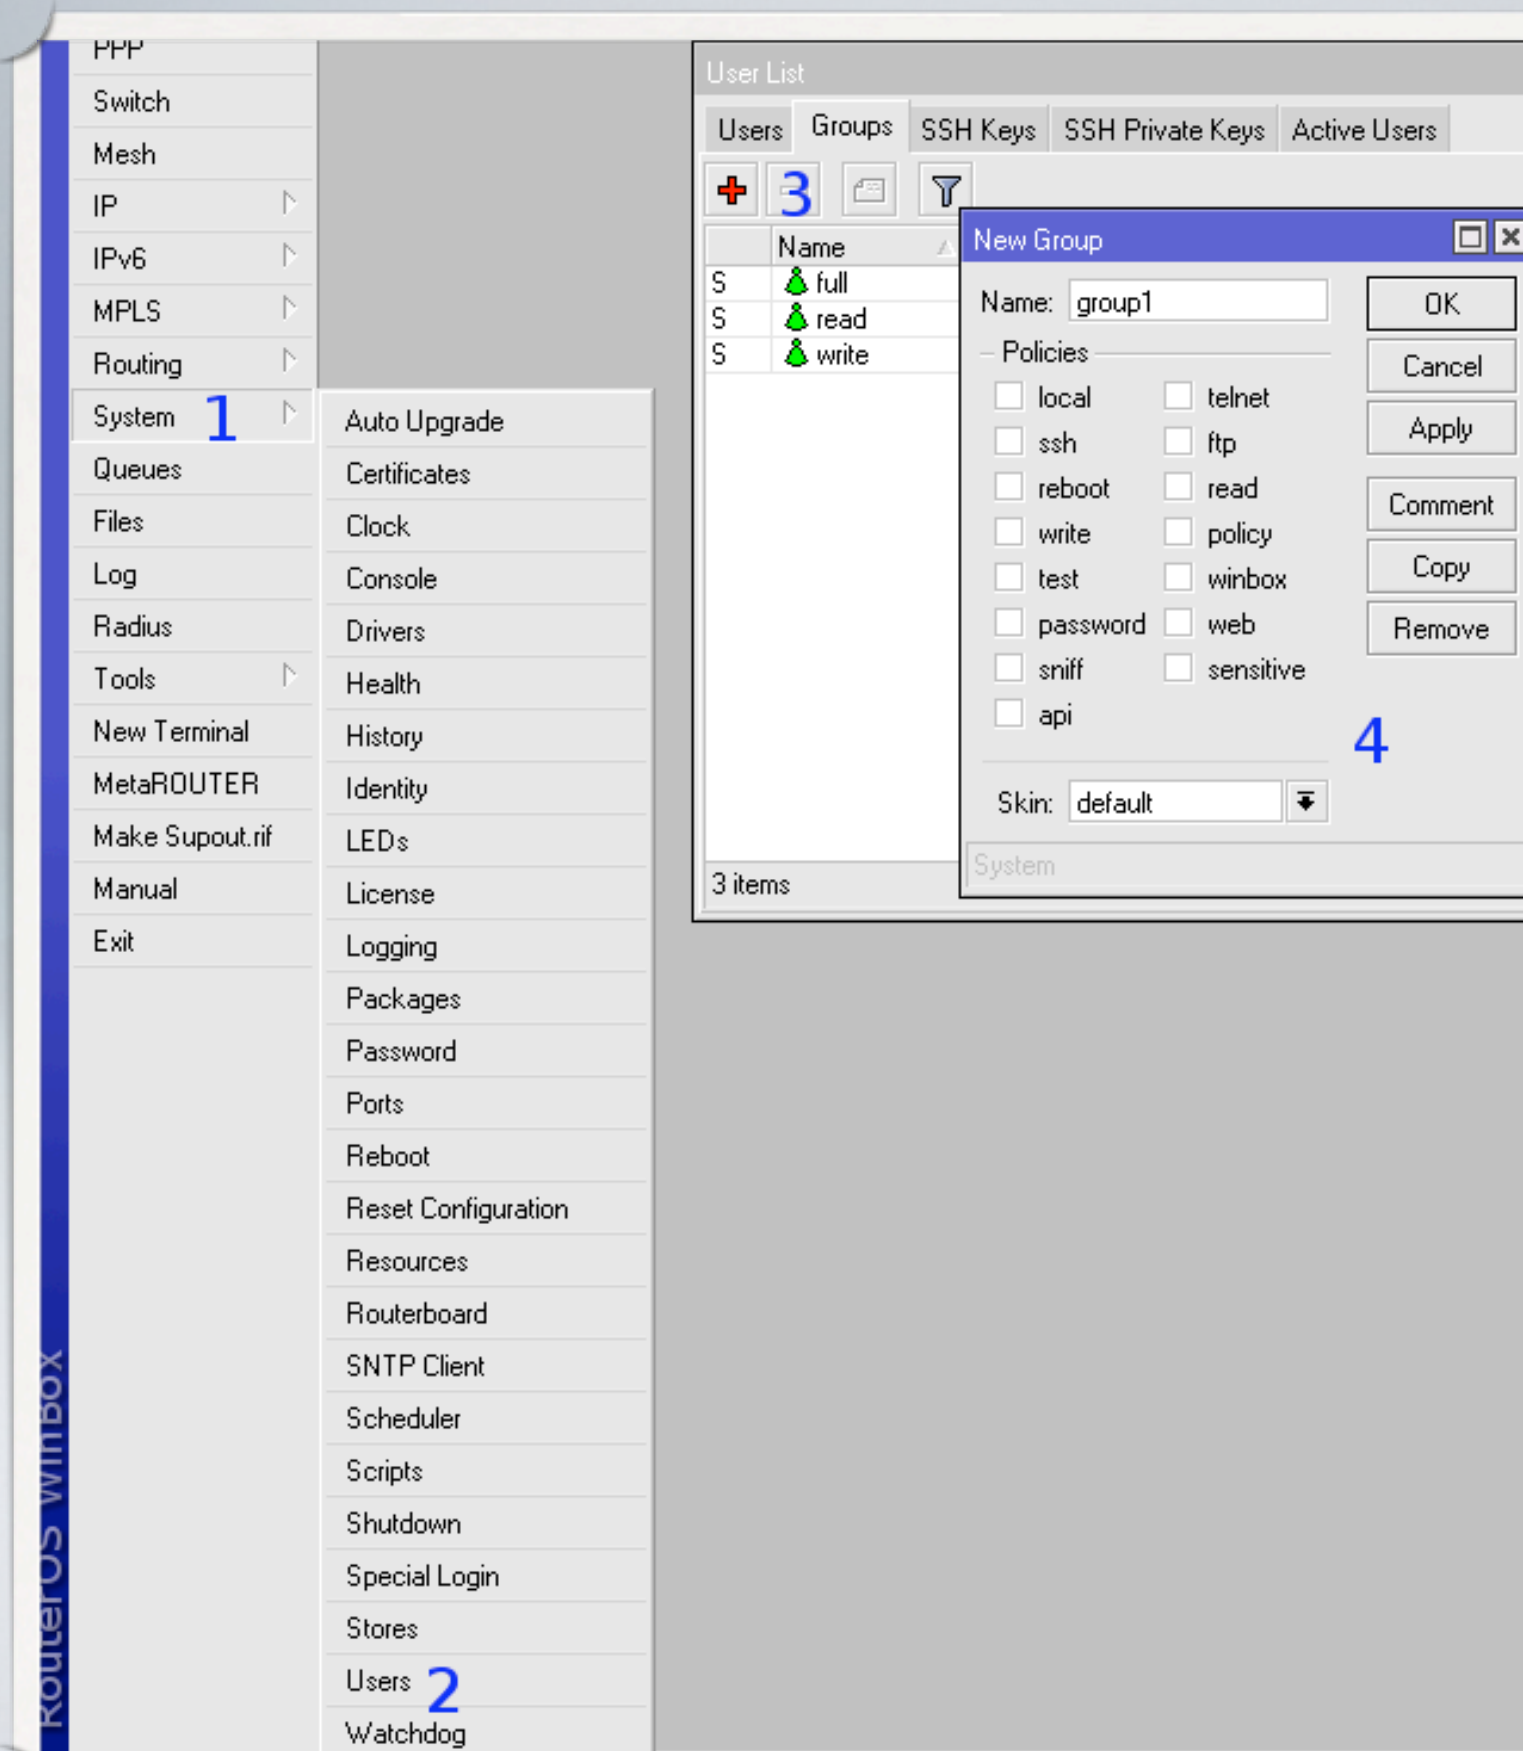 PPP
Switch
Mesh
IP
IPv6
MPLS
Routing
System 1
Queues
Files
Log
Radius
Tools
New Terminal
MetaROUTER
Make Supout.rif
Manual
Exit
RouterOS WinBox
Auto Upgrade
Certificates
Clock
Console
Drivers
Health
History
Identity
LEDs
License
Logging
Packages
Password
Ports
Reboot
Reset Configuration
Resources
Routerboard
SNTP Client
Scheduler
Scripts
Shutdown
Special Login
Stores
Users 2
Watchdog
User List
Users Groups SSH Keys SSH Private Keys Active Users
3
Name
S full
S read
S write
3 items
New Group
Name: group1
Policies
local telnet
ssh ftp
reboot read
write policy
test winbox
password web
sniff sensitive
api
4
Skin: default
System
OK
Cancel
Apply
Comment
Copy
Remove